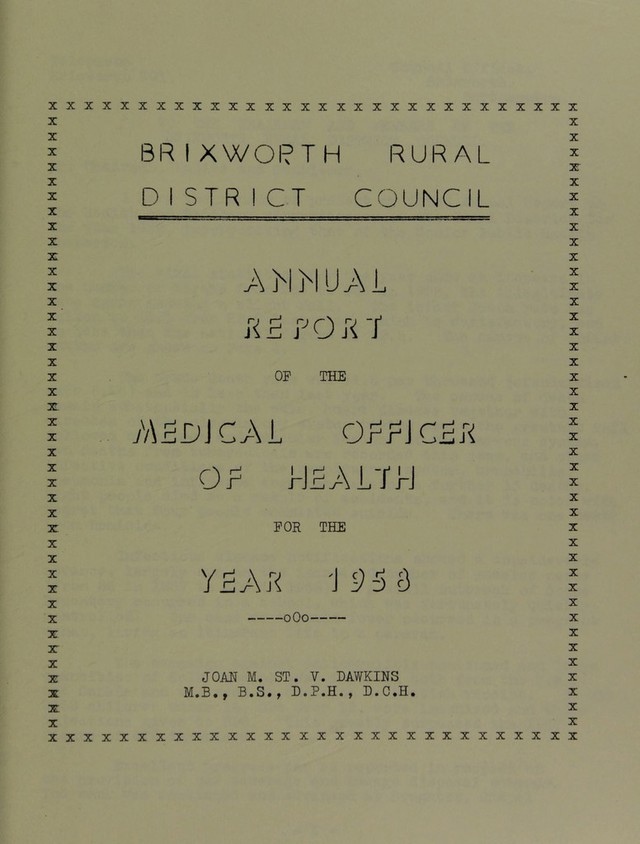 BRIXWORTH RURAL
DISTRICT COUNCIL
ANNUAL
REPORT
OF THE
MEDICAL OFFICER
OF HEALTH
FOR THE
YEAR 1958
----oOo----
JOAN M. ST. V. DAWKINS
M.B., B.S., D.P.H., D.C.H.